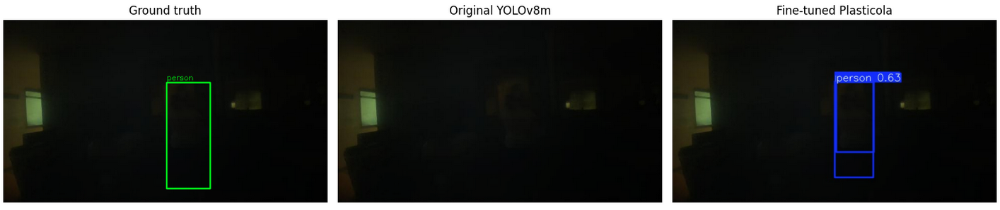 Ground truth
Original YOLOv8m
Fine-tuned Plasticola
person
person 0.63